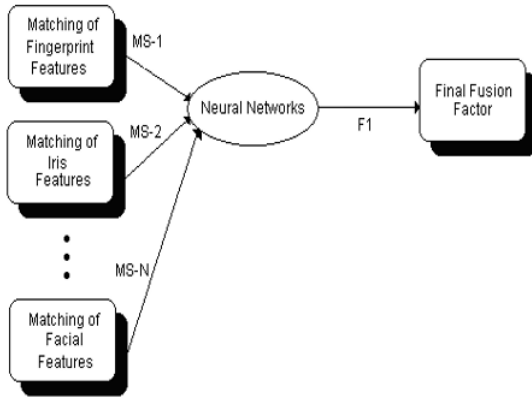 Matching of
Fingerprint
Features
MS-1
Neural Networks
F1
Final Fusion
Factor
MS-2
Matching of
Iris
Features
MS-N
Matching of
Facial
Features